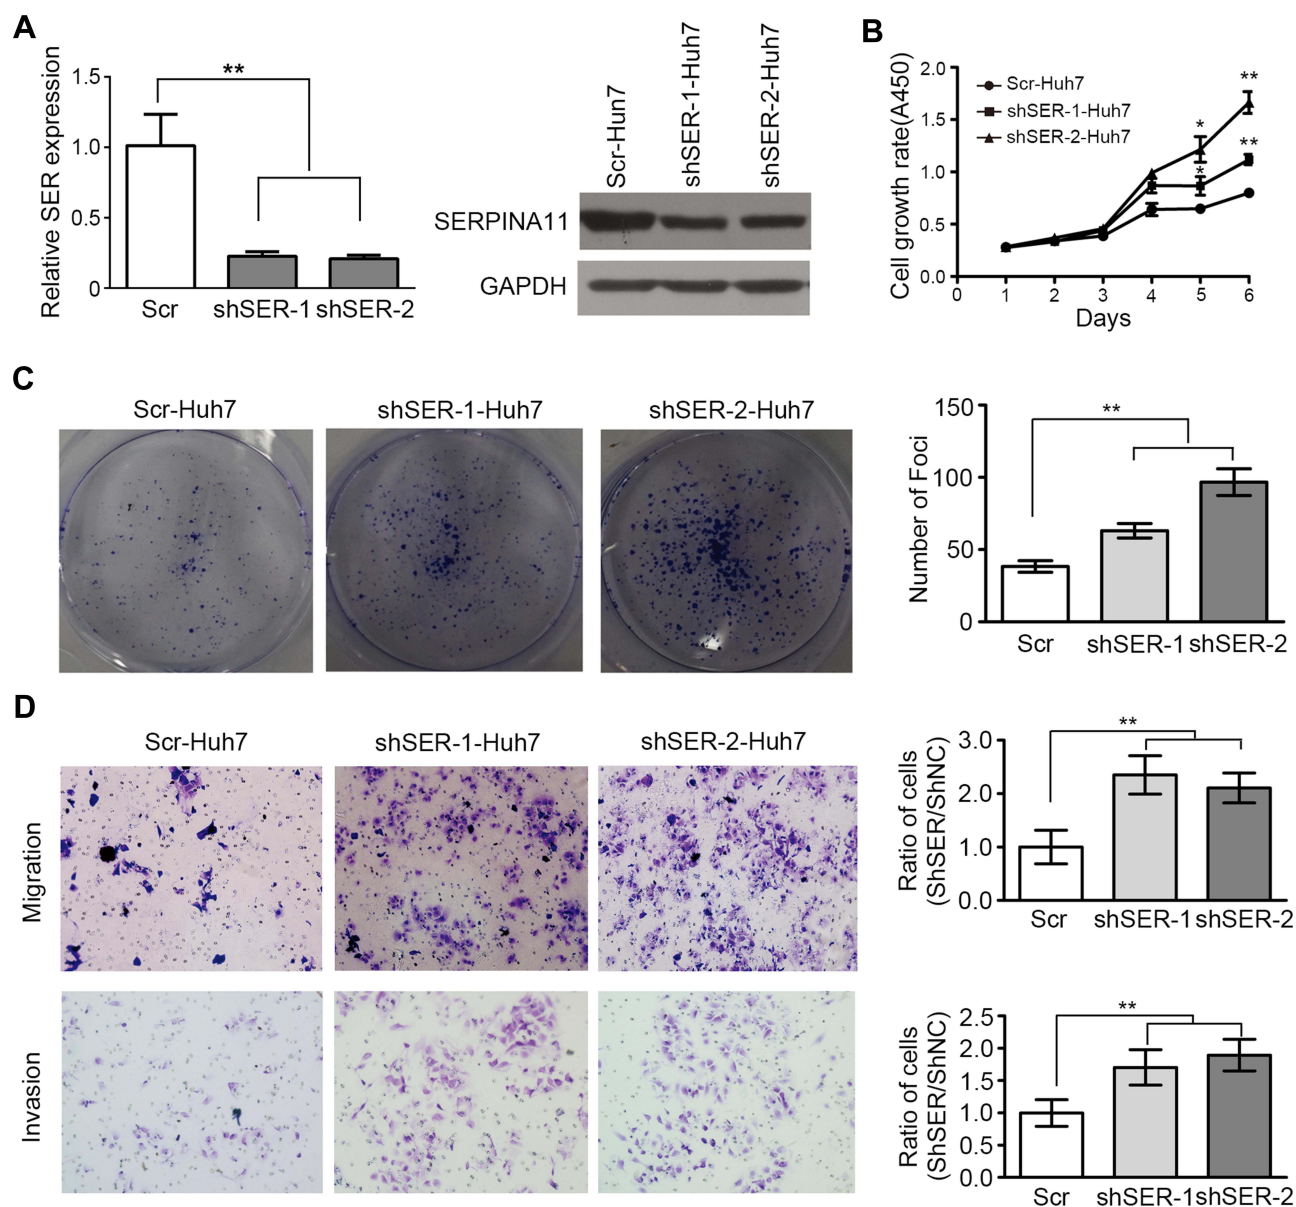 A
Relative SER expression
**
1.5
1.0
0.5
0
Scr
shSER-1
shSER-2
Scr-Hun7
shSER-1-Huh7
shSER-2-Huh7
SERPINA11
GAPDH
B
Cell growth rate(A450)
2.0
1.5
1.0
0.5
0.0
Scr-Huh7
shSER-1-Huh7
shSER-2-Huh7
*
*
**
**
0 1 2 3 4 5 6
Days
C
Scr-Huh7
shSER-1-Huh7
shSER-2-Huh7
Number of Foci
150
100
50
0
**
Scr
shSER-1
shSER-2
D
Scr-Huh7
shSER-1-Huh7
shSER-2-Huh7
Migration
Ratio of cells
(ShSER/ShNC)
3.0
2.0
1.0
0.0
**
Scr
shSER-1
shSER-2
Invasion
Ratio of cells
(ShSER/ShNC)
2.5
2.0
1.5
1.0
0.5
0.0
**
Scr
shSER-1
shSER-2